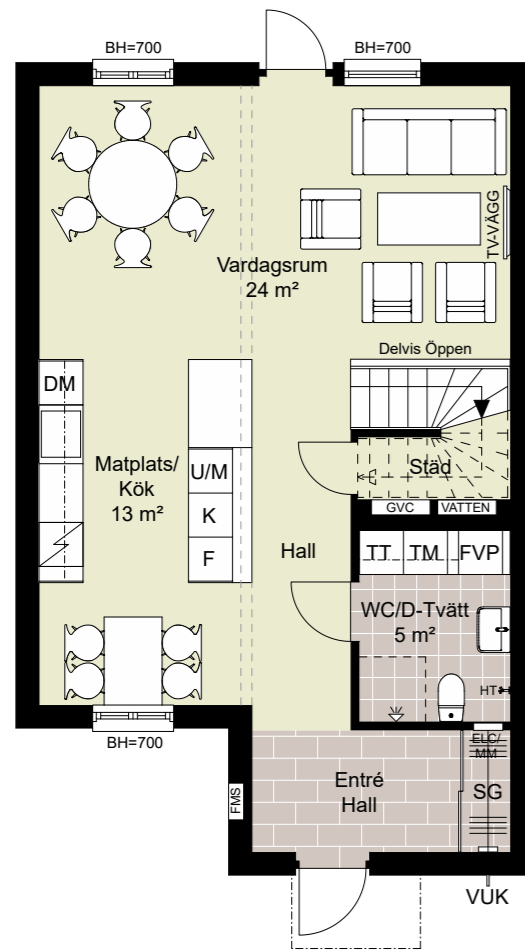 BH=700
BH=700
TV-VÄGG
Vardagsrum
24 m²
Delvis Öppen
DM
Matplats/
Kök
13 m²
U/M
K
F
Städ
GVC
VATTEN
Hall
TT
TM
FVP
WC/D-Tvätt
5 m²
HT
BH=700
ELC/
MM
FMS
Entré
Hall
SG
VUK